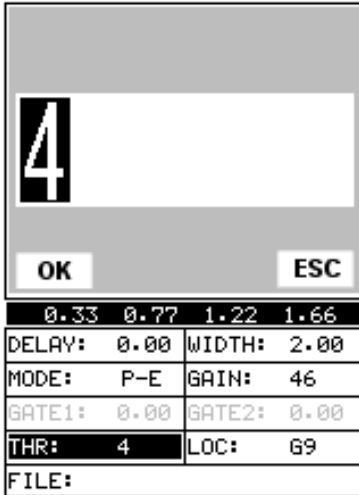 4
OK ESC
0.33 0.77 1.22 1.66
DELAY: 0.00 WIDTH: 2.00
MODE: P-E GAIN: 46
GATE1: 0.00 GATE2: 0.00
THR: 4 LOC: G9
FILE: